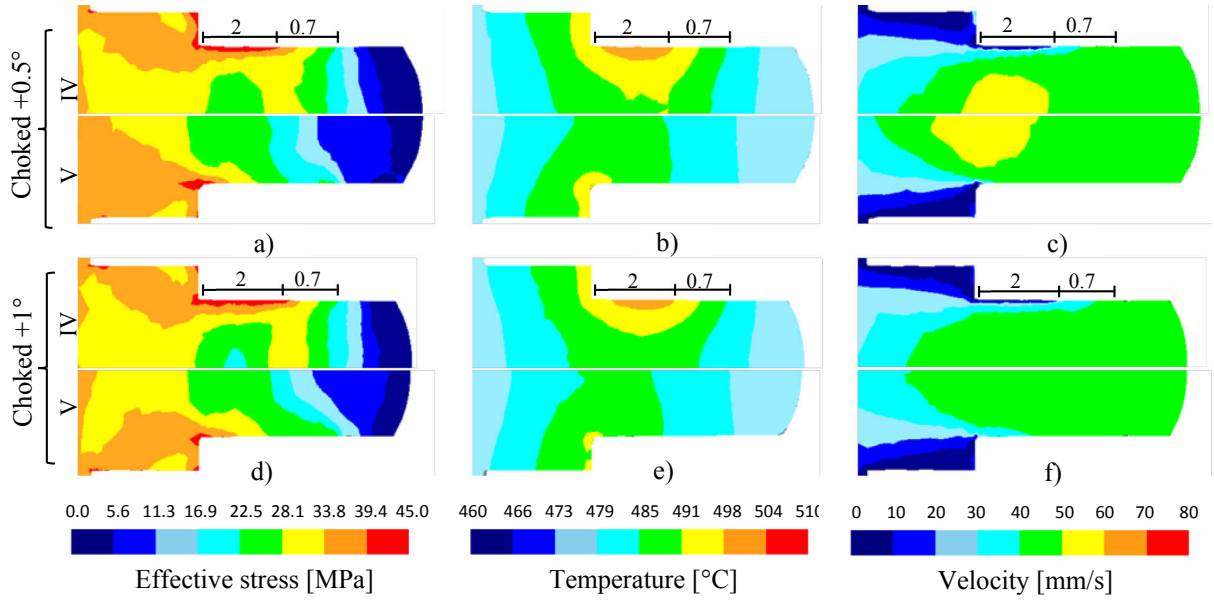 2 0.7 2 0.7 2 0.7
Choked +0.5°
IV
V
a) b) c)
2 0.7 2 0.7 2 0.7
Choked +1°
IV
V
d) e) f)
0.0 5.6 11.3 16.9 22.5 28.1 33.8 39.4 45.0
460 466 473 479 485 491 498 504 510
0 10 20 30 40 50 60 70 80
Effective stress [MPa] Temperature [°C] Velocity [mm/s]